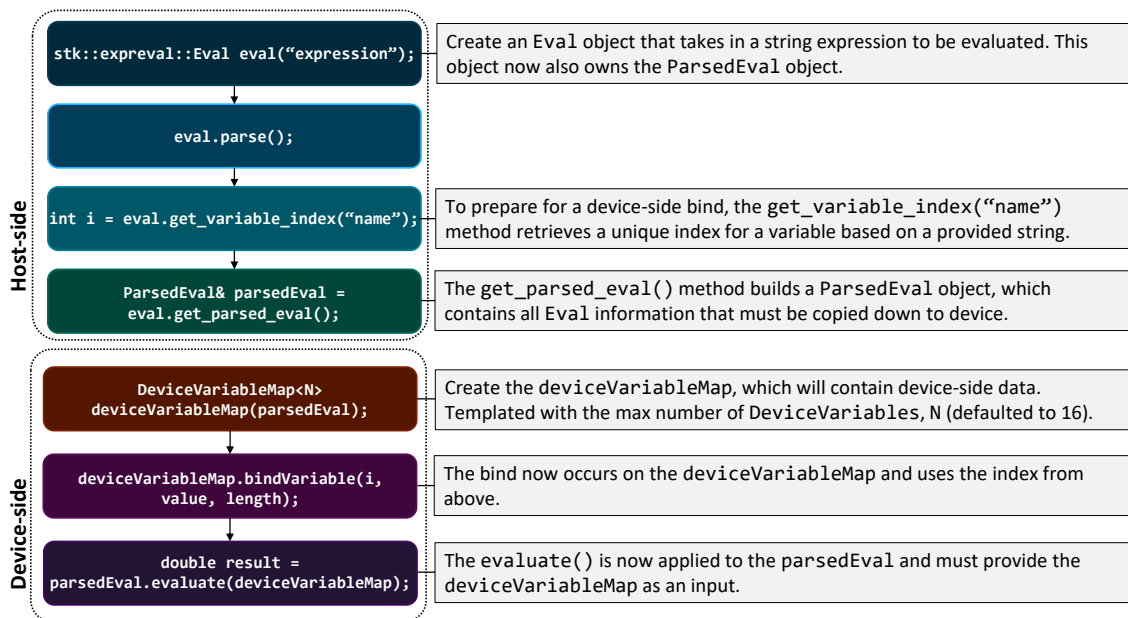 Host-side
stk::expreval::Eval eval(“expression”);
Create an Eval object that takes in a string expression to be evaluated. This
object now also owns the ParsedEval object.
eval.parse();
int i = eval.get_variable_index(“name”);
To prepare for a device-side bind, the get_variable_index(“name”)
method retrieves a unique index for a variable based on a provided string.
ParsedEval& parsedEval =
eval.get_parsed_eval();
The get_parsed_eval() method builds a ParsedEval object, which
contains all Eval information that must be copied down to device.
Device-side
DeviceVariableMap<N>
deviceVariableMap(parsedEval);
Create the deviceVariableMap, which will contain device-side data.
Templated with the max number of DeviceVariables, N (defaulted to 16).
deviceVariableMap.bindVariable(i,
value, length);
The bind now occurs on the deviceVariableMap and uses the index from
above.
double result =
parsedEval.evaluate(deviceVariableMap);
The evaluate() is now applied to the parsedEval and must provide the
deviceVariableMap as an input.